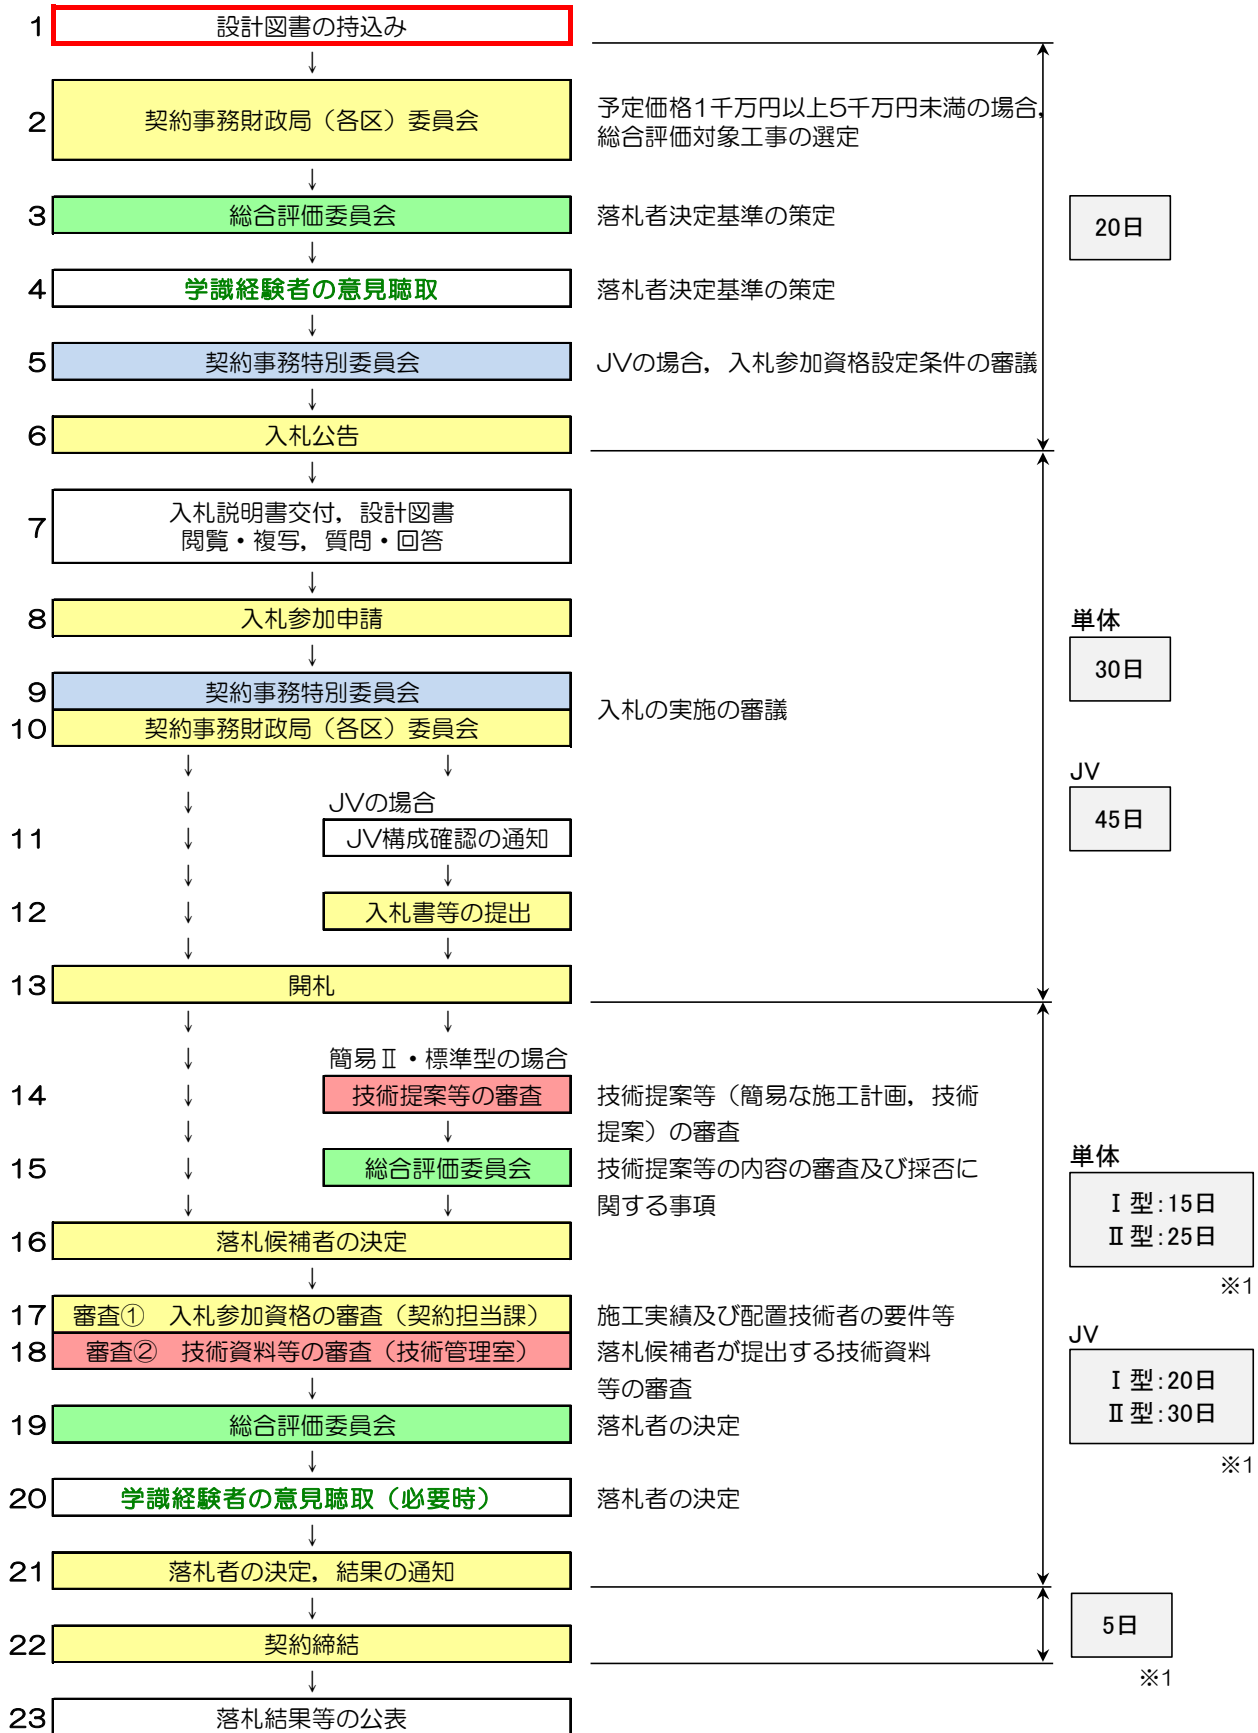 1 設計図書の持込み
↓
2 契約事務財政局（各区）委員会
予定価格1千万円以上5千万円未満の場合，
総合評価対象工事の選定
↓
3 総合評価委員会 落札者決定基準の策定
20日
↓
4 学識経験者の意見聴取 落札者決定基準の策定
↓
5 契約事務特別委員会 JVの場合，入札参加資格設定条件の審議
↓
6 入札公告
↓
7 入札説明書交付，設計図書
閲覧・複写，質問・回答
↓
8 入札参加申請
単体
30日
↓
9 契約事務特別委員会
10 契約事務財政局（各区）委員会
入札の実施の審議
↓ ↓
JV
45日
↓ JVの場合
11 ↓ JV構成確認の通知
↓ ↓
12 ↓ 入札書等の提出
↓ ↓
13 開札
↓ ↓
↓ 簡易Ⅱ・標準型の場合
14 ↓ 技術提案等の審査 技術提案等（簡易な施工計画，技術
↓ ↓ 提案）の審査
15 ↓ 総合評価委員会 技術提案等の内容の審査及び採否に
↓ ↓ 関する事項
単体
Ⅰ型：15日
Ⅱ型：25日
※1
16 落札候補者の決定
↓
17 審査① 入札参加資格の審査（契約担当課） 施工実績及び配置技術者の要件等
18 審査② 技術資料等の審査（技術管理室） 落札候補者が提出する技術資料
↓ 等の審査
JV
Ⅰ型：20日
Ⅱ型：30日
※1
19 総合評価委員会 落札者の決定
↓
20 学識経験者の意見聴取（必要時） 落札者の決定
↓
21 落札者の決定，結果の通知
↓
5日
※1
22 契約締結
↓
23 落札結果等の公表